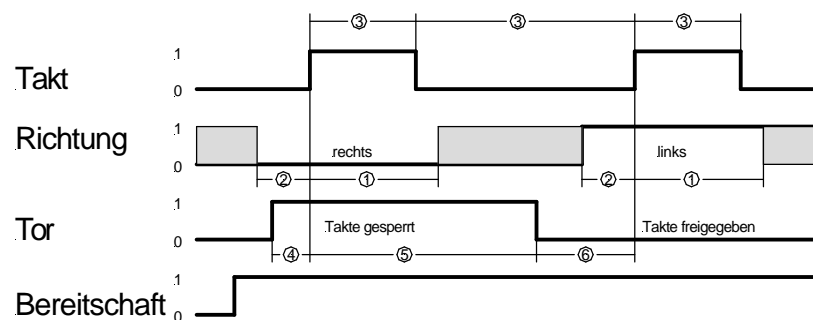 ③ ③ ③
Takt 1 0
Richtung 1 0 rechts links
② ① ② ①
Tor 1 0 Takte gesperrt Takte freigegeben
④ ⑤ ⑥
Bereitschaft 1 0